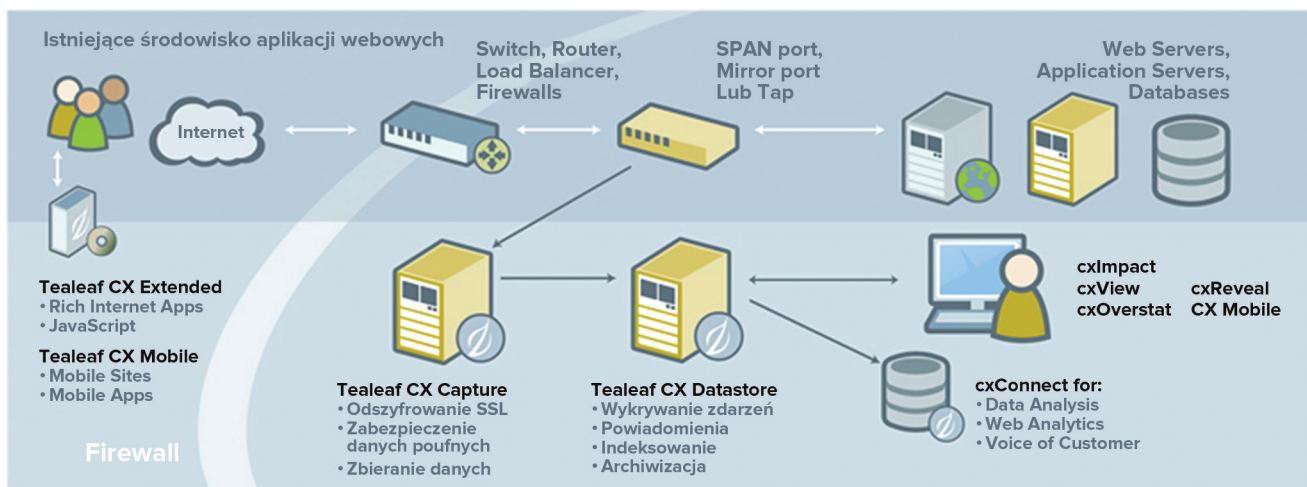 Istniejące środowisko aplikacji webowych
Switch, Router,
Load Balancer,
Firewalls
SPAN port,
Mirror port
Lub Tap
Web Servers,
Application Servers,
Databases
Internet
Tealeaf CX Extended
• Rich Internet Apps
• JavaScript
Tealeaf CX Mobile
• Mobile Sites
• Mobile Apps
Firewall
Tealeaf CX Capture
• Odszyfrowanie SSL
• Zabezpieczenie
danych poufnych
• Zbieranie danych
Tealeaf CX Datastore
• Wykrywanie zdarzeń
• Powiadomienia
• Indeksowanie
• Archiwizacja
cxImpact
cxView cxReveal
cxOverstat CX Mobile
cxConnect for:
• Data Analysis
• Web Analytics
• Voice of Customer